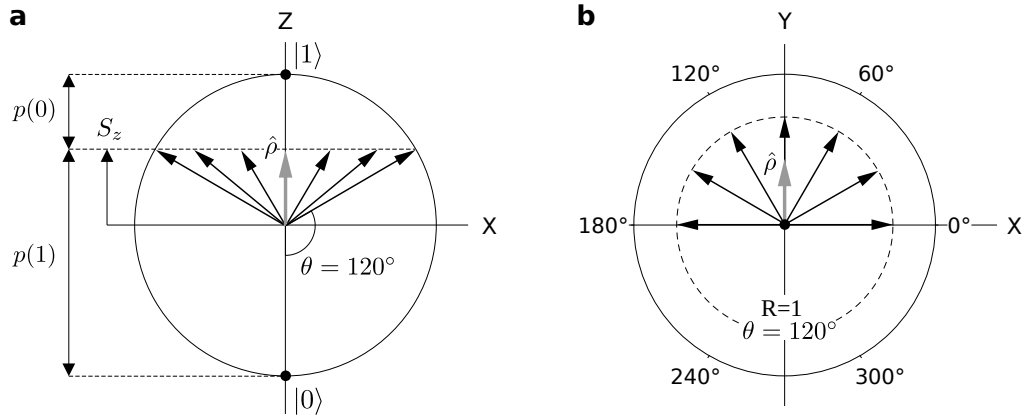 a
Z
|1⟩
p(0)
S_z
ρ̂
X
p(1)
θ = 120°
|0⟩
b
Y
120°
60°
ρ̂
180°
0°
X
R=1
θ = 120°
240°
300°